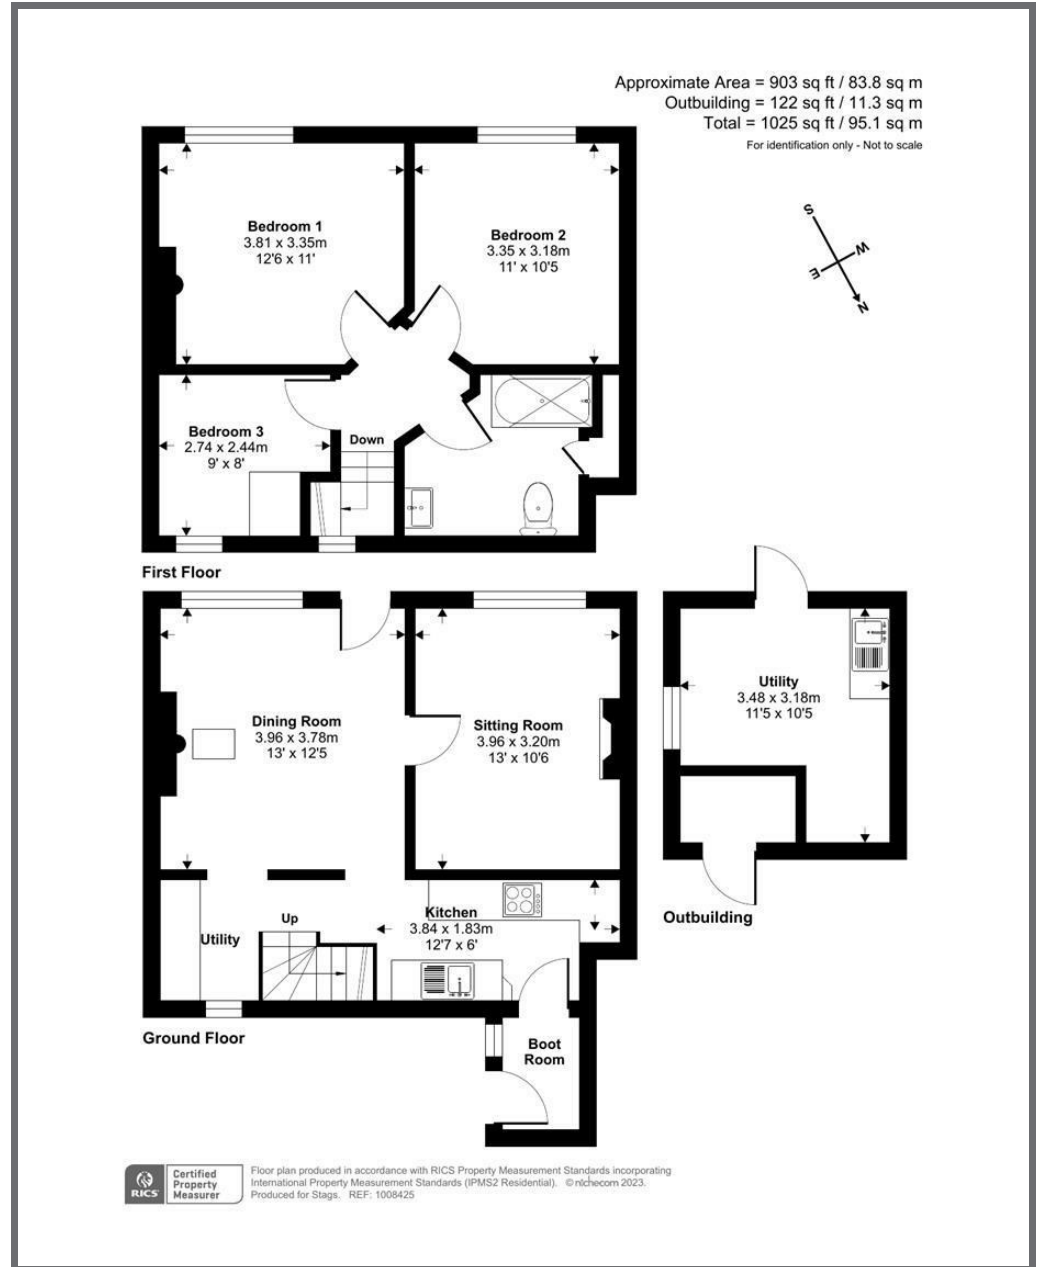 Approximate Area = 903 sq ft / 83.8 sq m
Outbuilding = 122 sq ft / 11.3 sq m
Total = 1025 sq ft / 95.1 sq m
For identification only - Not to scale
S
W
E
N
Bedroom 1
3.81 x 3.35m
12'6 x 11'
Bedroom 2
3.35 x 3.18m
11' x 10'5
Bedroom 3
2.74 x 2.44m
9' x 8'
Down
First Floor
Dining Room
3.96 x 3.78m
13' x 12'5
Sitting Room
3.96 x 3.20m
13' x 10'6
Utility
3.48 x 3.18m
11'5 x 10'5
Outbuilding
Utility
Up
Kitchen
3.84 x 1.83m
12'7 x 6'
Boot
Room
Ground Floor
RICS
Certified
Property
Measurer
Floor plan produced in accordance with RICS Property Measurement Standards incorporating
International Property Measurement Standards (IPMS2 Residential). © nichecom 2023.
Produced for Stags. REF: 1008425